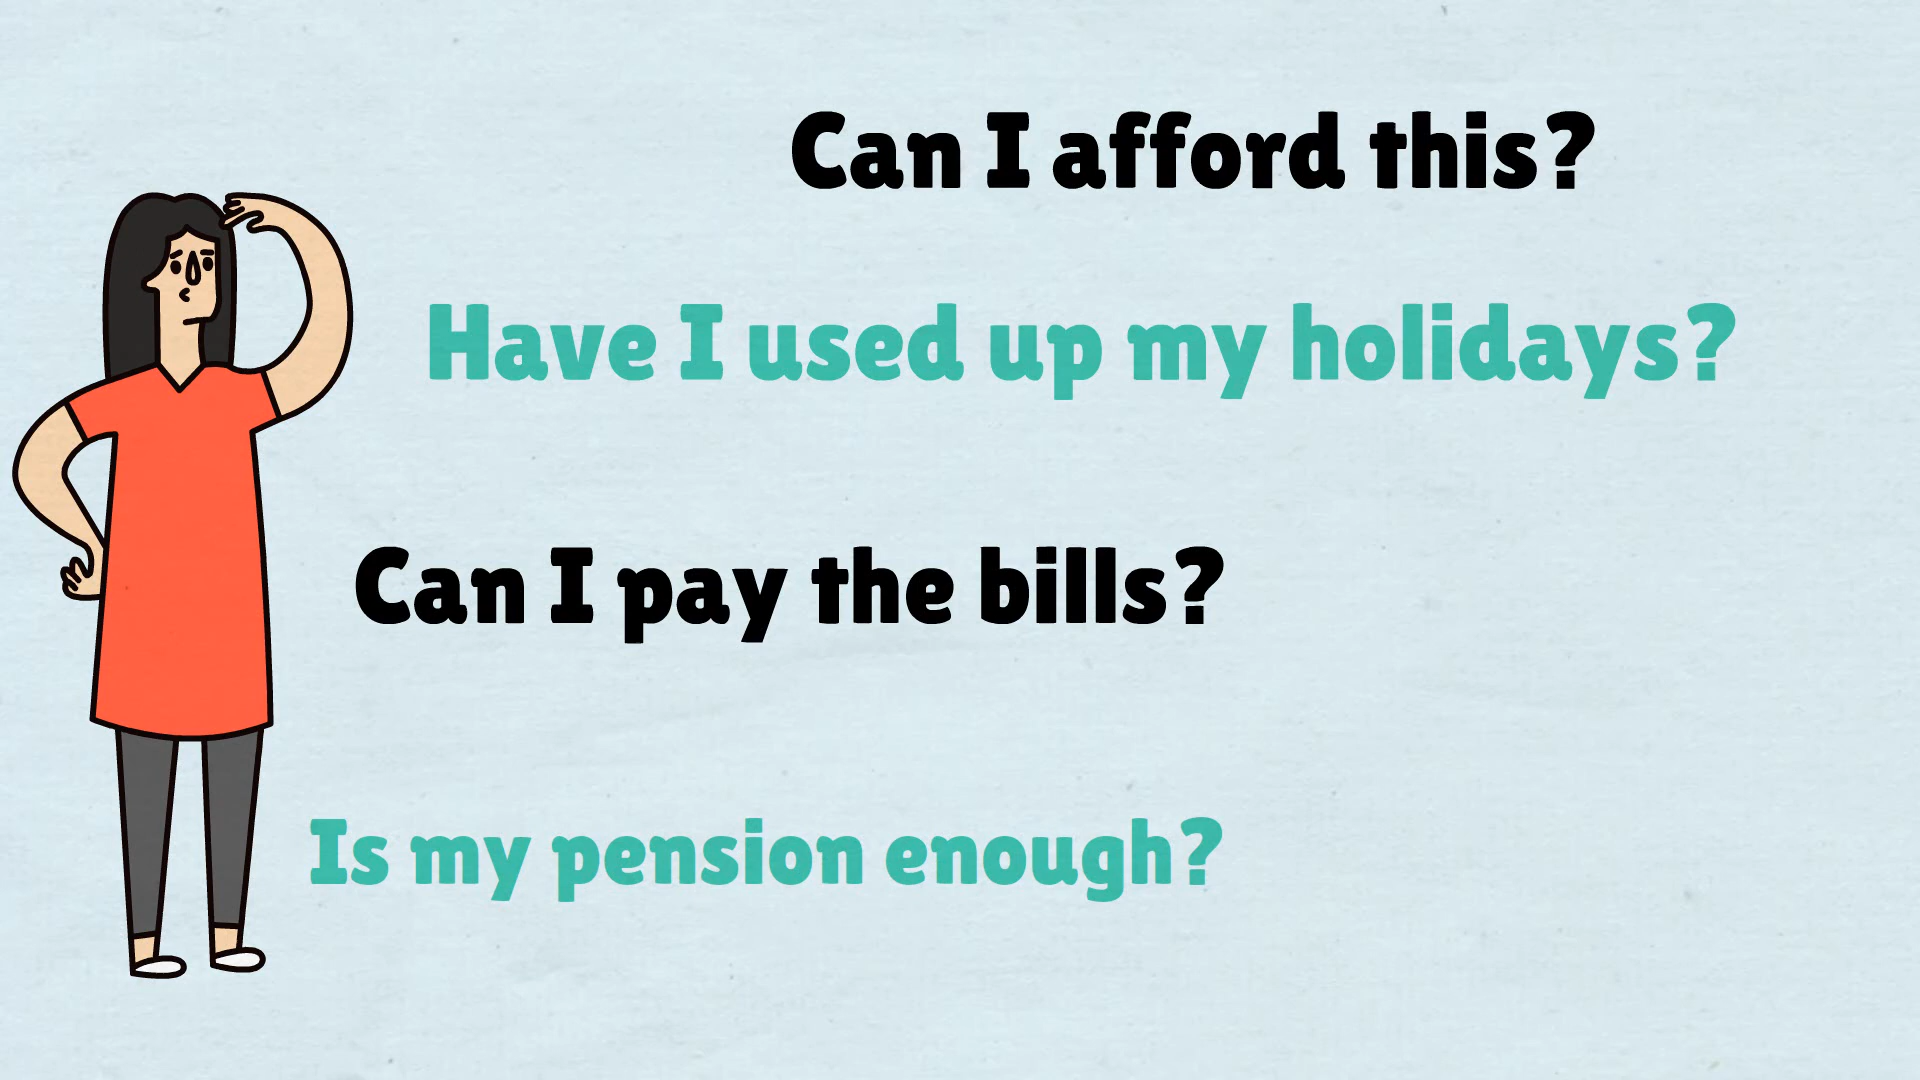 Can I afford this?
Have I used up my holidays?
Can I pay the bills?
Is my pension enough?